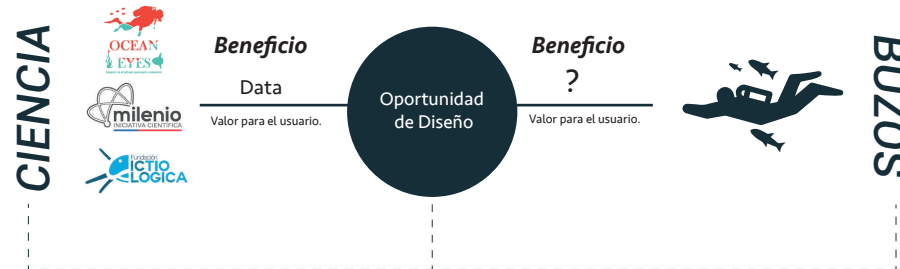 CIENCIA
OCEAN
EYES
milenio
INICIATIVA CIENTÍFICA
Fundación
ICTIO
LOGICA
Beneficio
Data
Valor para el usuario.
Oportunidad
de Diseño
Beneficio
?
Valor para el usuario.
BUZOS